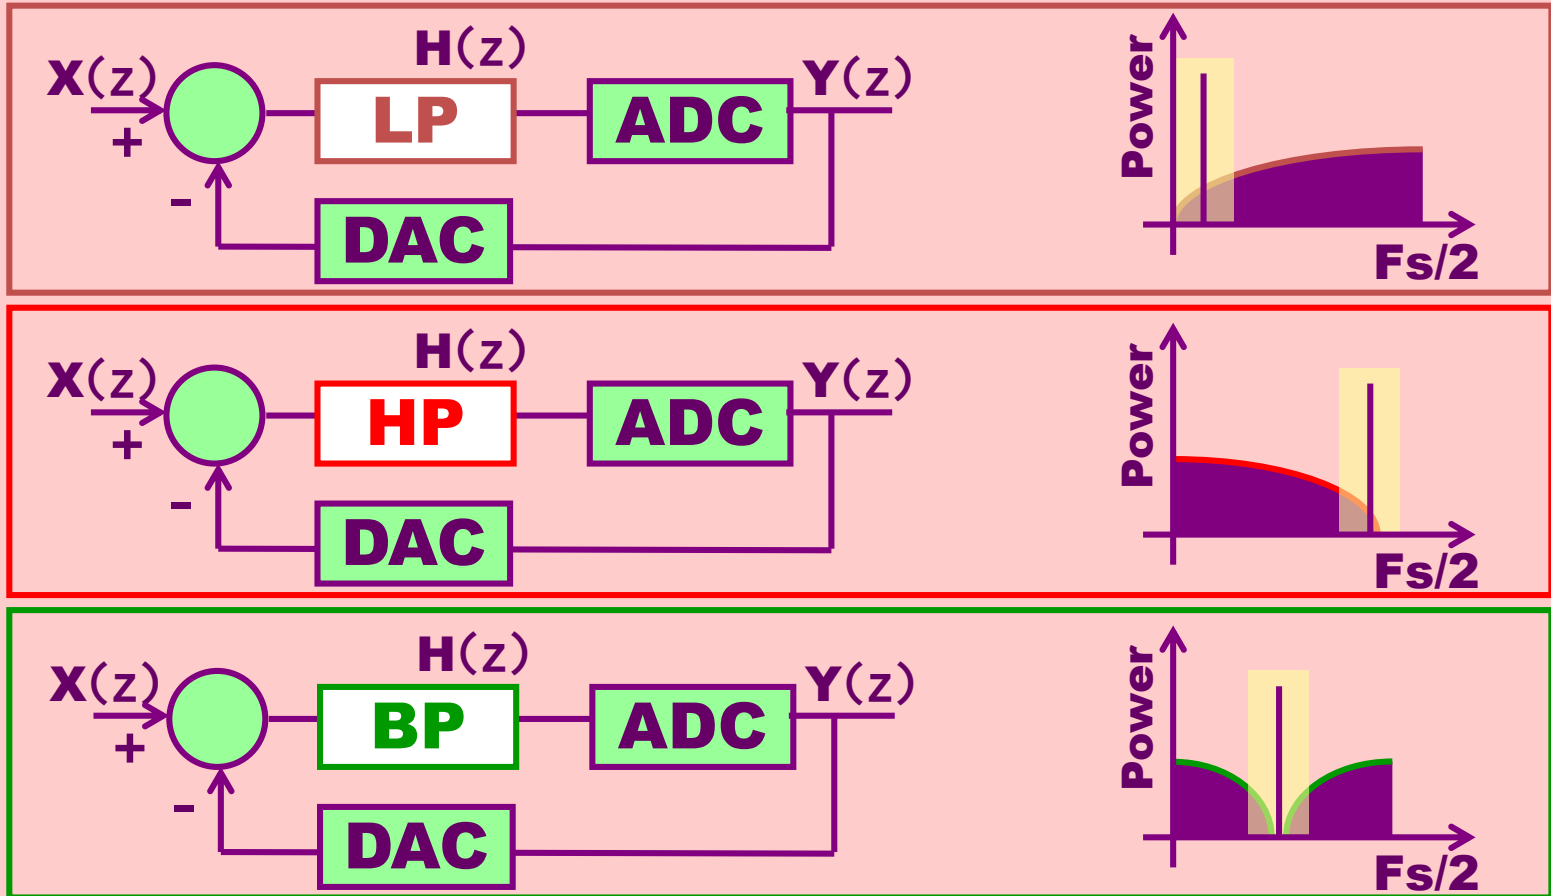 H(z)
X(z)
+
-
LP
ADC
Y(z)
DAC
Power
Fs/2
H(z)
X(z)
+
-
HP
ADC
Y(z)
DAC
Power
Fs/2
H(z)
X(z)
+
-
BP
ADC
Y(z)
DAC
Power
Fs/2